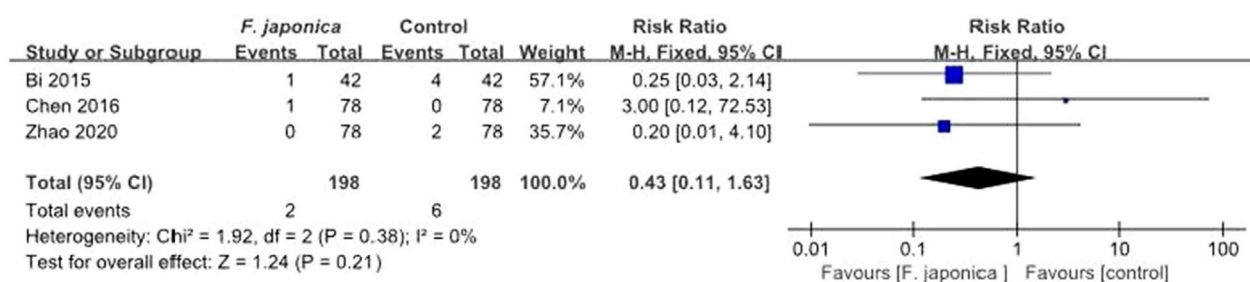 F. japonica Control Risk Ratio Risk Ratio
Study or Subgroup Events Total Events Total Weight M-H, Fixed, 95% CI M-H, Fixed, 95% CI
Bi 2015 1 42 4 42 57.1% 0.25 [0.03, 2.14]
Chen 2016 1 78 0 78 7.1% 3.00 [0.12, 72.53]
Zhao 2020 0 78 2 78 35.7% 0.20 [0.01, 4.10]
Total (95% CI) 198 198 100.0% 0.43 [0.11, 1.63]
Total events 2 6
Heterogeneity: Chi² = 1.92, df = 2 (P = 0.38); I² = 0%
Test for overall effect: Z = 1.24 (P = 0.21)
0.01 0.1 1 10 100
Favours [F. japonica ] Favours [control]